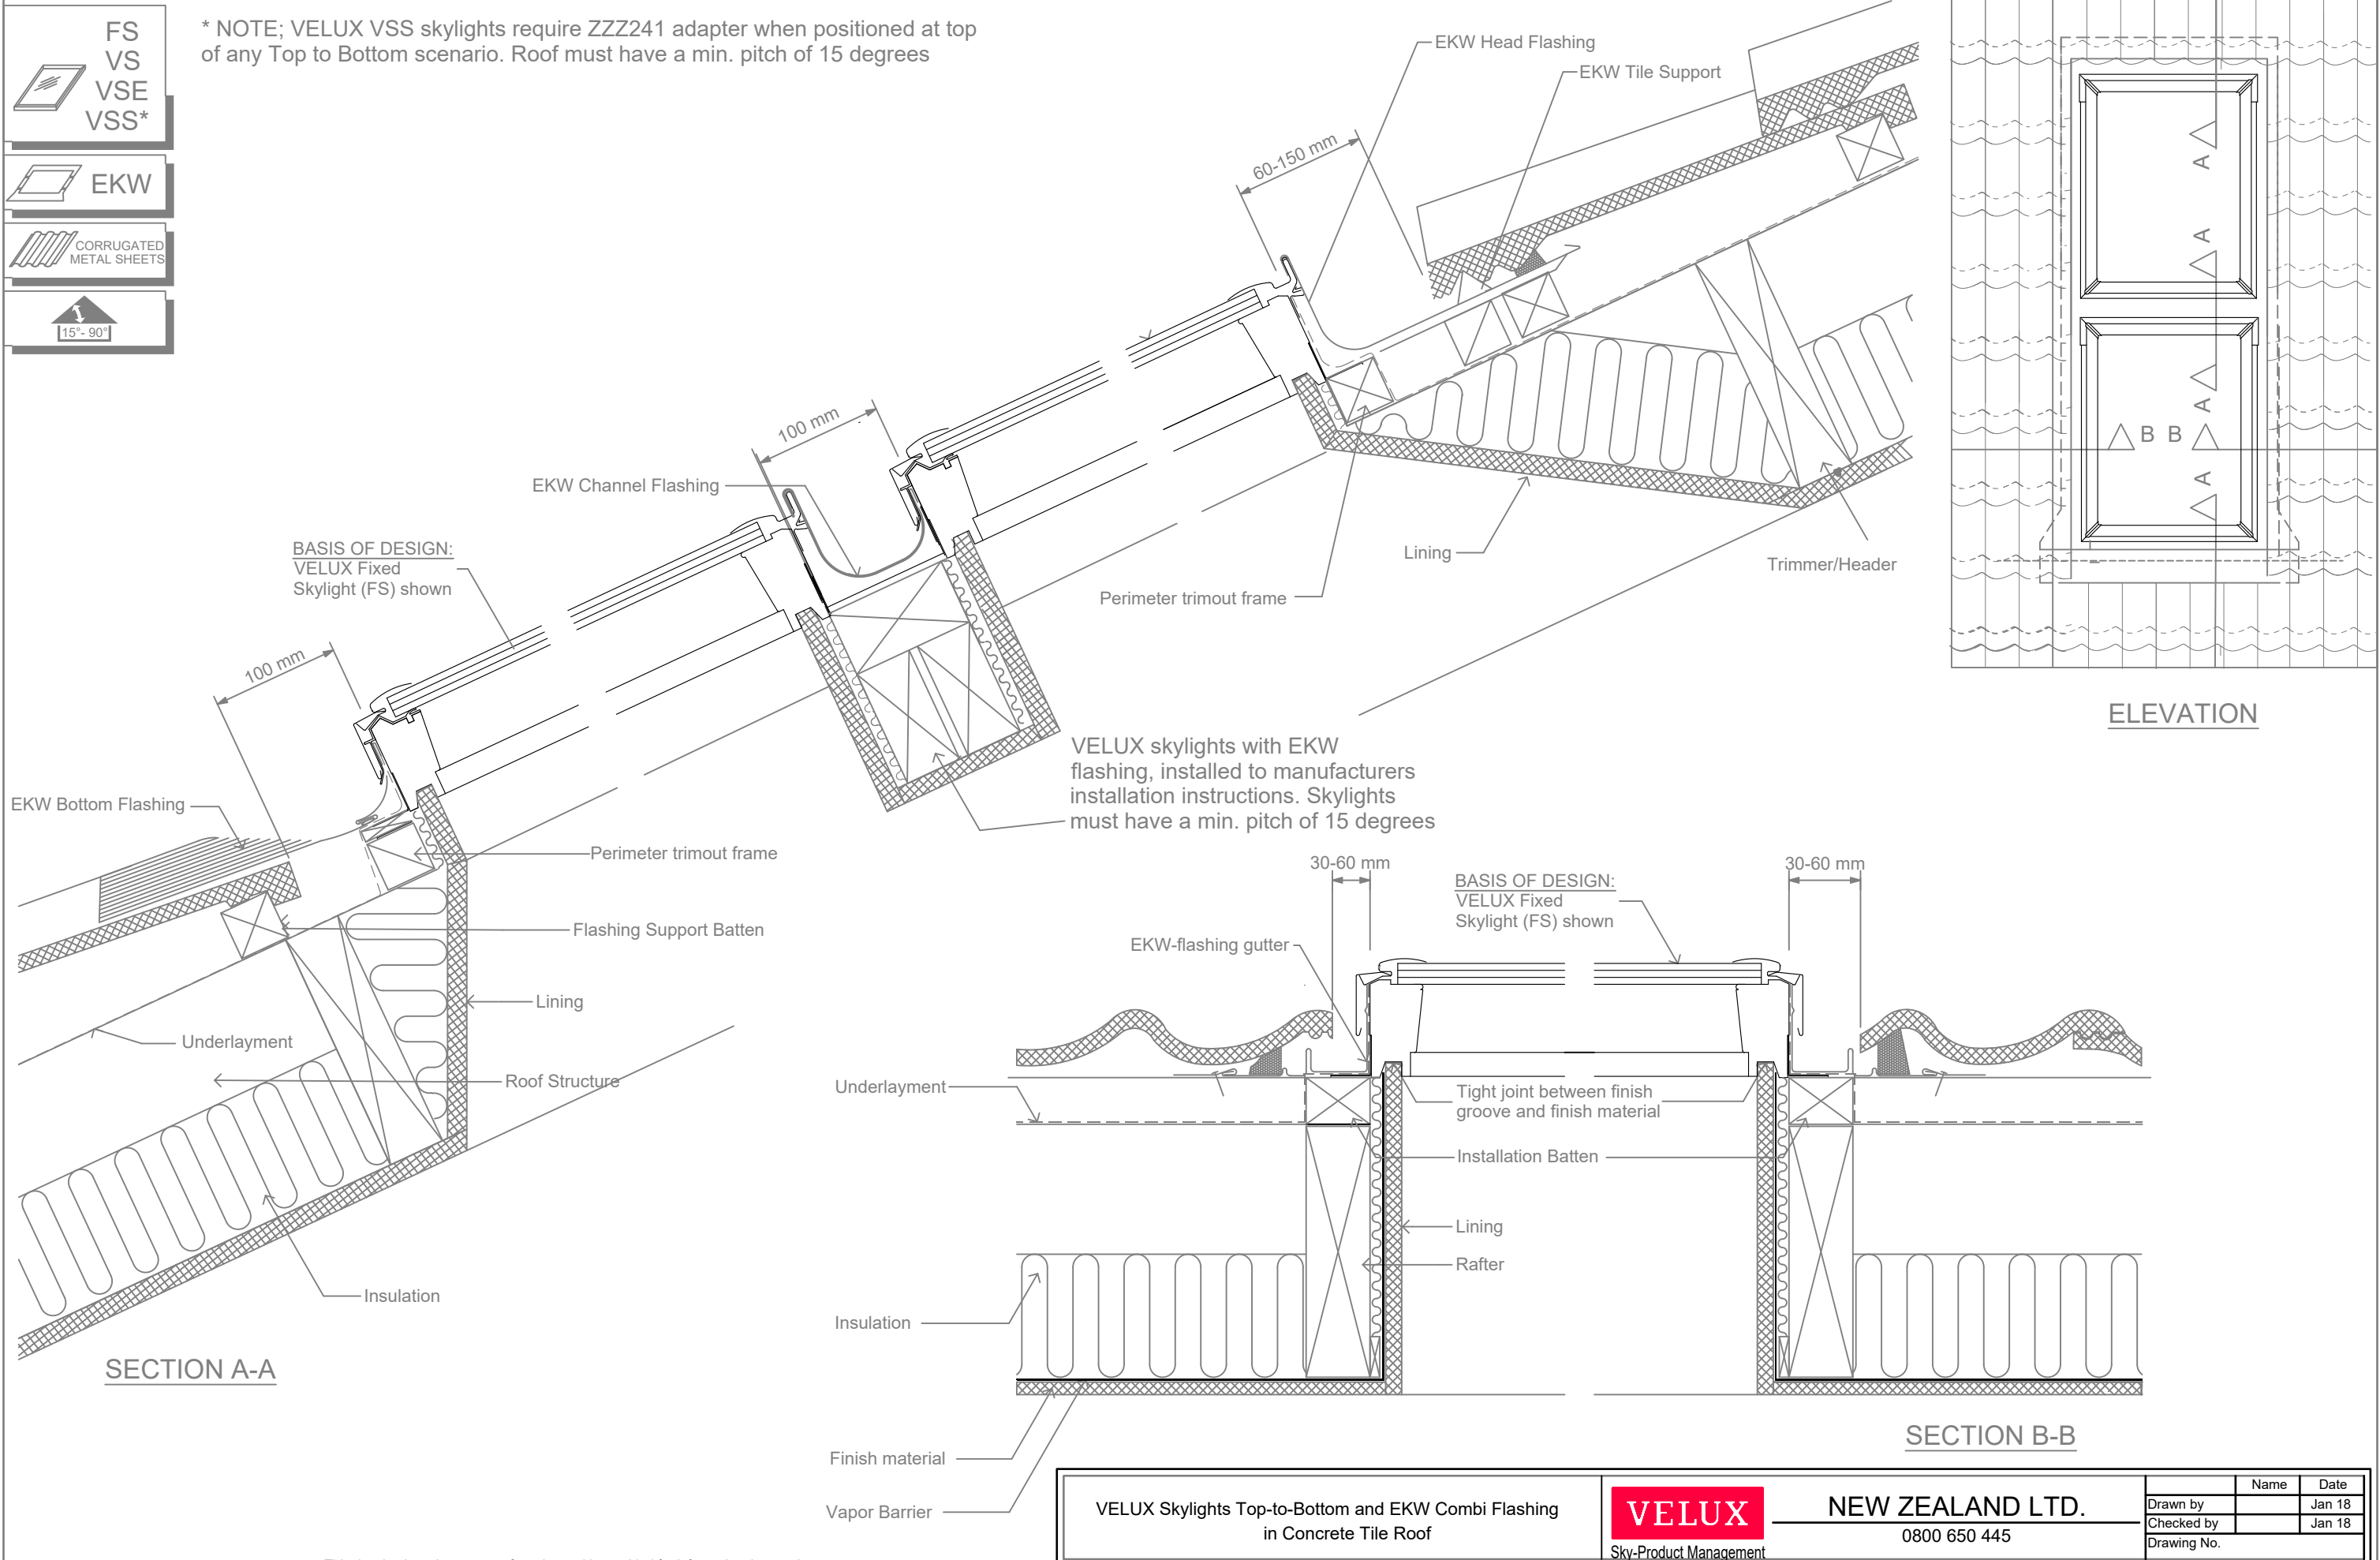 FS
VS
VSE
VSS*
EKW
CORRUGATED
METAL SHEETS
15°- 90°
* NOTE; VELUX VSS skylights require ZZZ241 adapter when positioned at top
of any Top to Bottom scenario. Roof must have a min. pitch of 15 degrees
EKW Head Flashing
EKW Tile Support
60-150 mm
100 mm
EKW Channel Flashing
BASIS OF DESIGN:
VELUX Fixed
Skylight (FS) shown
100 mm
Lining
Trimmer/Header
Perimeter trimout frame
EKW Bottom Flashing
VELUX skylights with EKW
flashing, installed to manufacturers
installation instructions. Skylights
must have a min. pitch of 15 degrees
Perimeter trimout frame
Flashing Support Batten
Lining
Underlayment
Roof Structure
Insulation
SECTION A-A
A
A
A
B B
A
ELEVATION
30-60 mm
30-60 mm
BASIS OF DESIGN:
VELUX Fixed
Skylight (FS) shown
EKW-flashing gutter
Underlayment
Tight joint between finish
groove and finish material
Installation Batten
Lining
Rafter
Insulation
Finish material
Vapor Barrier
SECTION B-B
VELUX Skylights Top-to-Bottom and EKW Combi Flashing
in Concrete Tile Roof
VELUX
Sky-Product Management
NEW ZEALAND LTD.
0800 650 445
Name Date
Drawn by Jan 18
Checked by Jan 18
Drawing No.